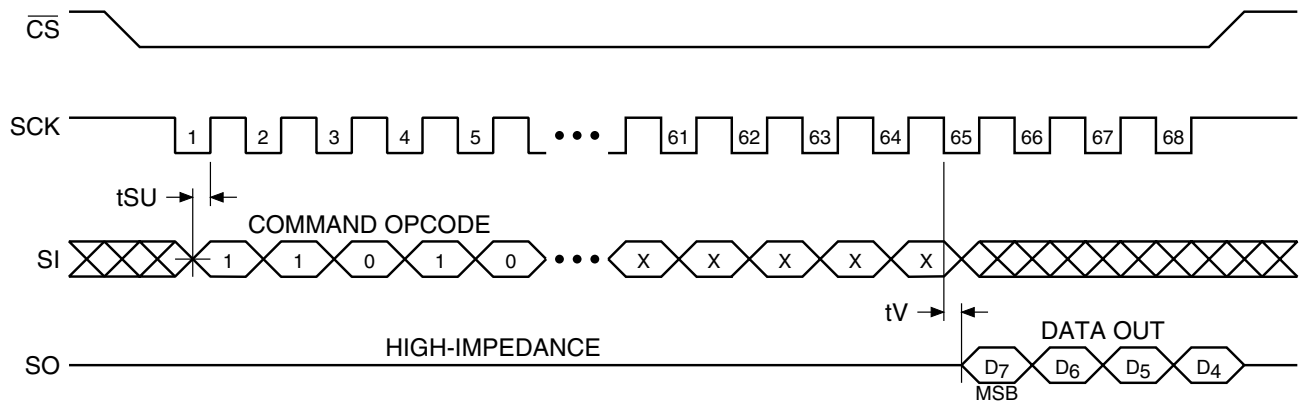 CS
SCK 1 2 3 4 5 ••• 61 62 63 64 65 66 67 68
tSU
COMMAND OPCODE
SI 1 1 0 1 0 ••• X X X X X
tV
DATA OUT
HIGH-IMPEDANCE
SO D7 D6 D5 D4
MSB